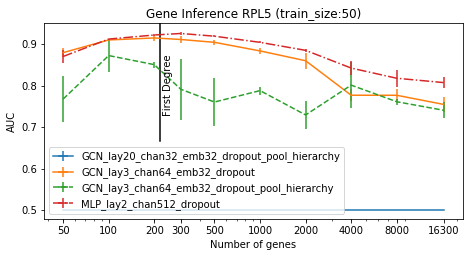 Gene Inference RPL5 (train_size:50)
AUC
0.9
0.8
0.7
0.6
0.5
First Degree
GCN_lay20_chan32_emb32_dropout_pool_hierarchy
GCN_lay3_chan64_emb32_dropout
GCN_lay3_chan64_emb32_dropout_pool_hierarchy
MLP_lay2_chan512_dropout
50 100 200 300 500 1000 2000 4000 8000 16300
Number of genes